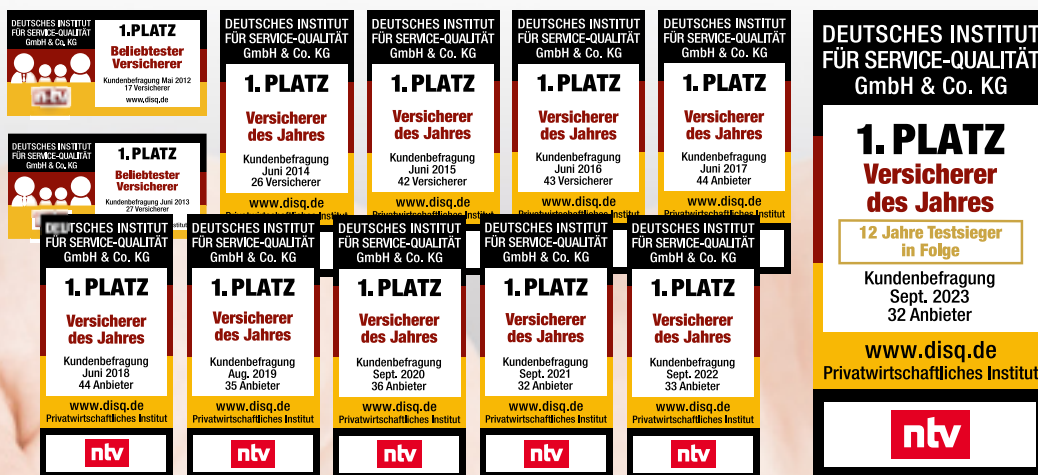 DEUTSCHES INSTITUT
FÜR SERVICE-QUALITÄT
GmbH & Co. KG
1. PLATZ
Beliebtester
Versicherer
Kundenbefragung Mai 2012
17 Versicherer
www.disq.de
n-tv
DEUTSCHES INSTITUT
FÜR SERVICE-QUALITÄT
GmbH & Co. KG
1. PLATZ
Beliebtester
Versicherer
Kundenbefragung Juni 2013
27 Versicherer
DEUTSCHES INSTITUT
FÜR SERVICE-QUALITÄT
GmbH & Co. KG
1. PLATZ
Versicherer
des Jahres
Kundenbefragung
Juni 2014
26 Versicherer
www.disq.de
Privatwirtschaftliches Institut
DEUTSCHES INSTITUT
FÜR SERVICE-QUALITÄT
GmbH & Co. KG
1. PLATZ
Versicherer
des Jahres
Kundenbefragung
Juni 2015
42 Versicherer
www.disq.de
Privatwirtschaftliches Institut
DEUTSCHES INSTITUT
FÜR SERVICE-QUALITÄT
GmbH & Co. KG
1. PLATZ
Versicherer
des Jahres
Kundenbefragung
Juni 2016
43 Versicherer
www.disq.de
Privatwirtschaftliches Institut
DEUTSCHES INSTITUT
FÜR SERVICE-QUALITÄT
GmbH & Co. KG
1. PLATZ
Versicherer
des Jahres
Kundenbefragung
Juni 2017
44 Anbieter
www.disq.de
Privatwirtschaftliches Institut
DEUTSCHES INSTITUT
FÜR SERVICE-QUALITÄT
GmbH & Co. KG
1. PLATZ
Versicherer
des Jahres
Kundenbefragung
Juni 2018
44 Anbieter
www.disq.de
Privatwirtschaftliches Institut
ntv
DEUTSCHES INSTITUT
FÜR SERVICE-QUALITÄT
GmbH & Co. KG
1. PLATZ
Versicherer
des Jahres
Kundenbefragung
Aug. 2019
35 Anbieter
www.disq.de
Privatwirtschaftliches Institut
ntv
DEUTSCHES INSTITUT
FÜR SERVICE-QUALITÄT
GmbH & Co. KG
1. PLATZ
Versicherer
des Jahres
Kundenbefragung
Sept. 2020
36 Anbieter
www.disq.de
Privatwirtschaftliches Institut
ntv
DEUTSCHES INSTITUT
FÜR SERVICE-QUALITÄT
GmbH & Co. KG
1. PLATZ
Versicherer
des Jahres
Kundenbefragung
Sept. 2021
32 Anbieter
www.disq.de
Privatwirtschaftliches Institut
ntv
DEUTSCHES INSTITUT
FÜR SERVICE-QUALITÄT
GmbH & Co. KG
1. PLATZ
Versicherer
des Jahres
Kundenbefragung
Sept. 2022
33 Anbieter
www.disq.de
Privatwirtschaftliches Institut
ntv
DEUTSCHES INSTITUT
FÜR SERVICE-QUALITÄT
GmbH & Co. KG
1. PLATZ
Versicherer
des Jahres
12 Jahre Testsieger
in Folge
Kundenbefragung
Sept. 2023
32 Anbieter
www.disq.de
Privatwirtschaftliches Institut
ntv